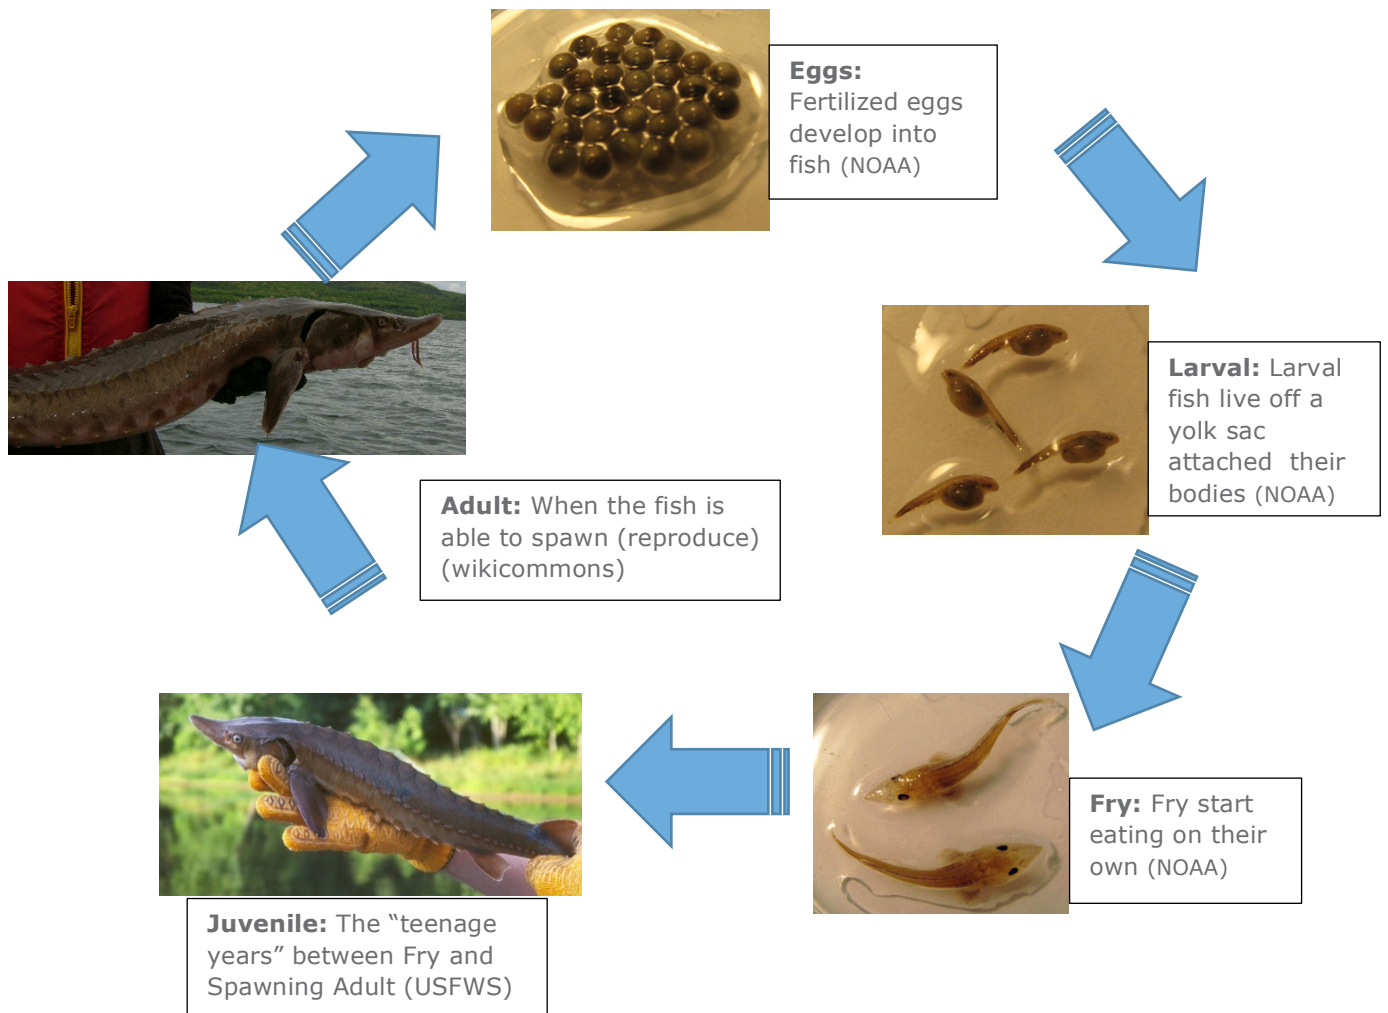 Eggs:
Fertilized eggs
develop into
fish (NOAA)
Larval: Larval
fish live off a
yolk sac
attached their
bodies (NOAA)
Fry: Fry start
eating on their
own (NOAA)
Juvenile: The “teenage
years” between Fry and
Spawning Adult (USFWS)
Adult: When the fish is
able to spawn (reproduce)
(wikicommons)